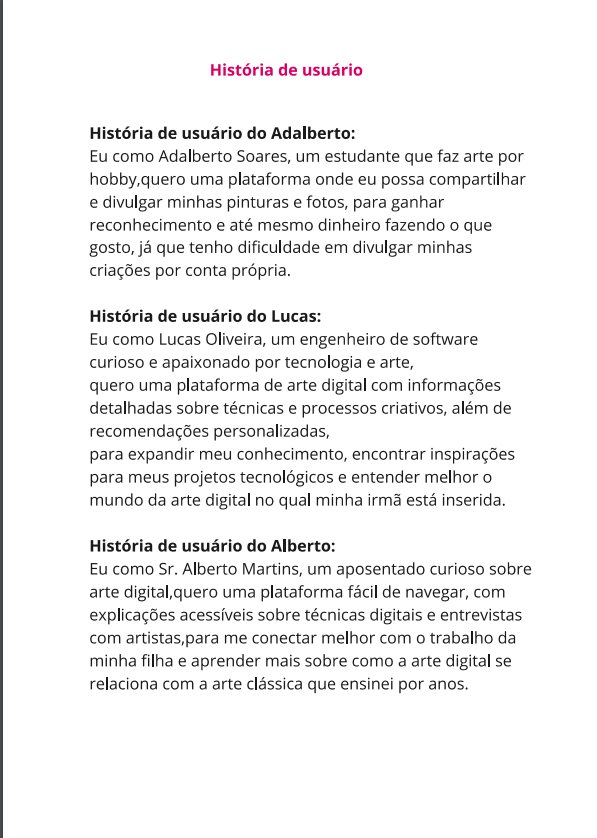 História de usuário
História de usuário do Adalberto:
Eu como Adalberto Soares, um estudante que faz arte por
hobby,quero uma plataforma onde eu possa compartilhar
e divulgar minhas pinturas e fotos, para ganhar
reconhecimento e até mesmo dinheiro fazendo o que
gosto, já que tenho dificuldade em divulgar minhas
criações por conta própria.
História de usuário do Lucas:
Eu como Lucas Oliveira, um engenheiro de software
curioso e apaixonado por tecnologia e arte,
quero uma plataforma de arte digital com informações
detalhadas sobre técnicas e processos criativos, além de
recomendações personalizadas,
para expandir meu conhecimento, encontrar inspirações
para meus projetos tecnológicos e entender melhor o
mundo da arte digital no qual minha irmã está inserida.
História de usuário do Alberto:
Eu como Sr. Alberto Martins, um aposentado curioso sobre
arte digital,quero uma plataforma fácil de navegar, com
explicações acessíveis sobre técnicas digitais e entrevistas
com artistas,para me conectar melhor com o trabalho da
minha filha e aprender mais sobre como a arte digital se
relaciona com a arte clássica que ensinei por anos.